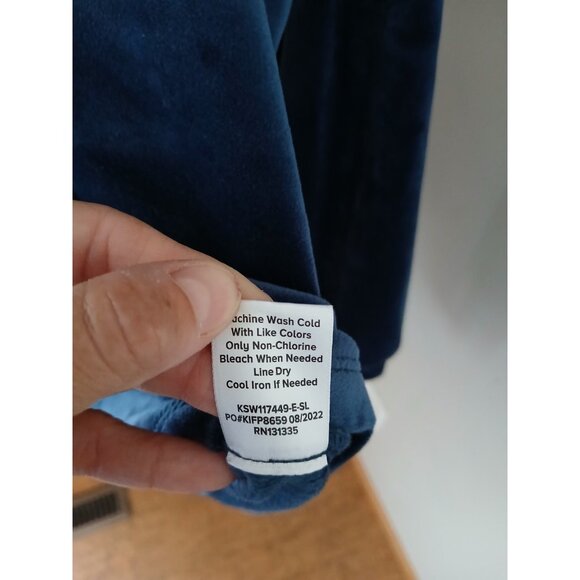 achine Wash Cold
With Like Colors
Only Non-Chlorine
Bleach When Needed
Line Dry
Cool Iron If Needed
KSW117449-E-SL
PO#KIFP8659 08/2022
RN131335